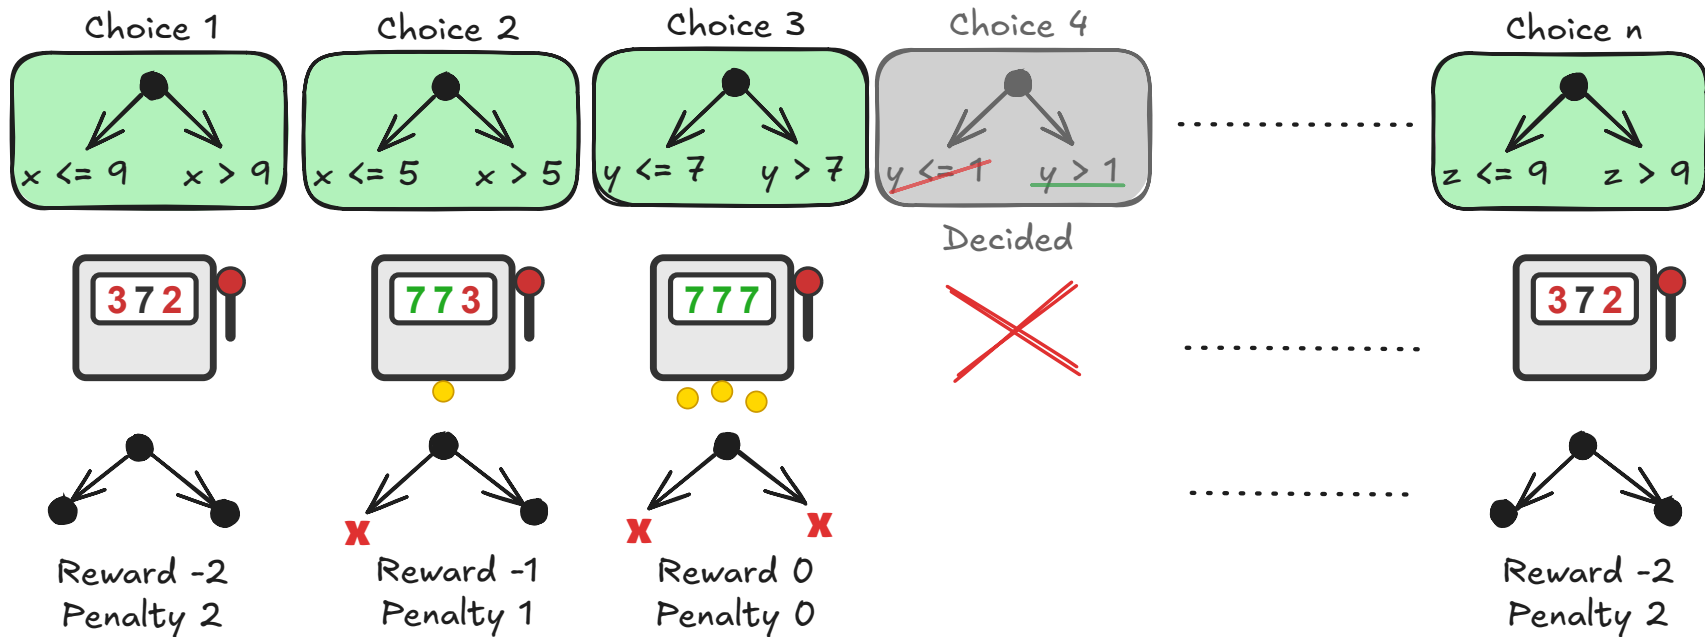 Choice 1
Choice 2
Choice 3
Choice 4
Choice n
x <= 9
x > 9
x <= 5
x > 5
y <= 7
y > 7
y <= 1
y > 1
z <= 9
z > 9
Decided
372
773
777
372
x
x
x
Reward -2
Penalty 2
Reward -1
Penalty 1
Reward 0
Penalty 0
Reward -2
Penalty 2